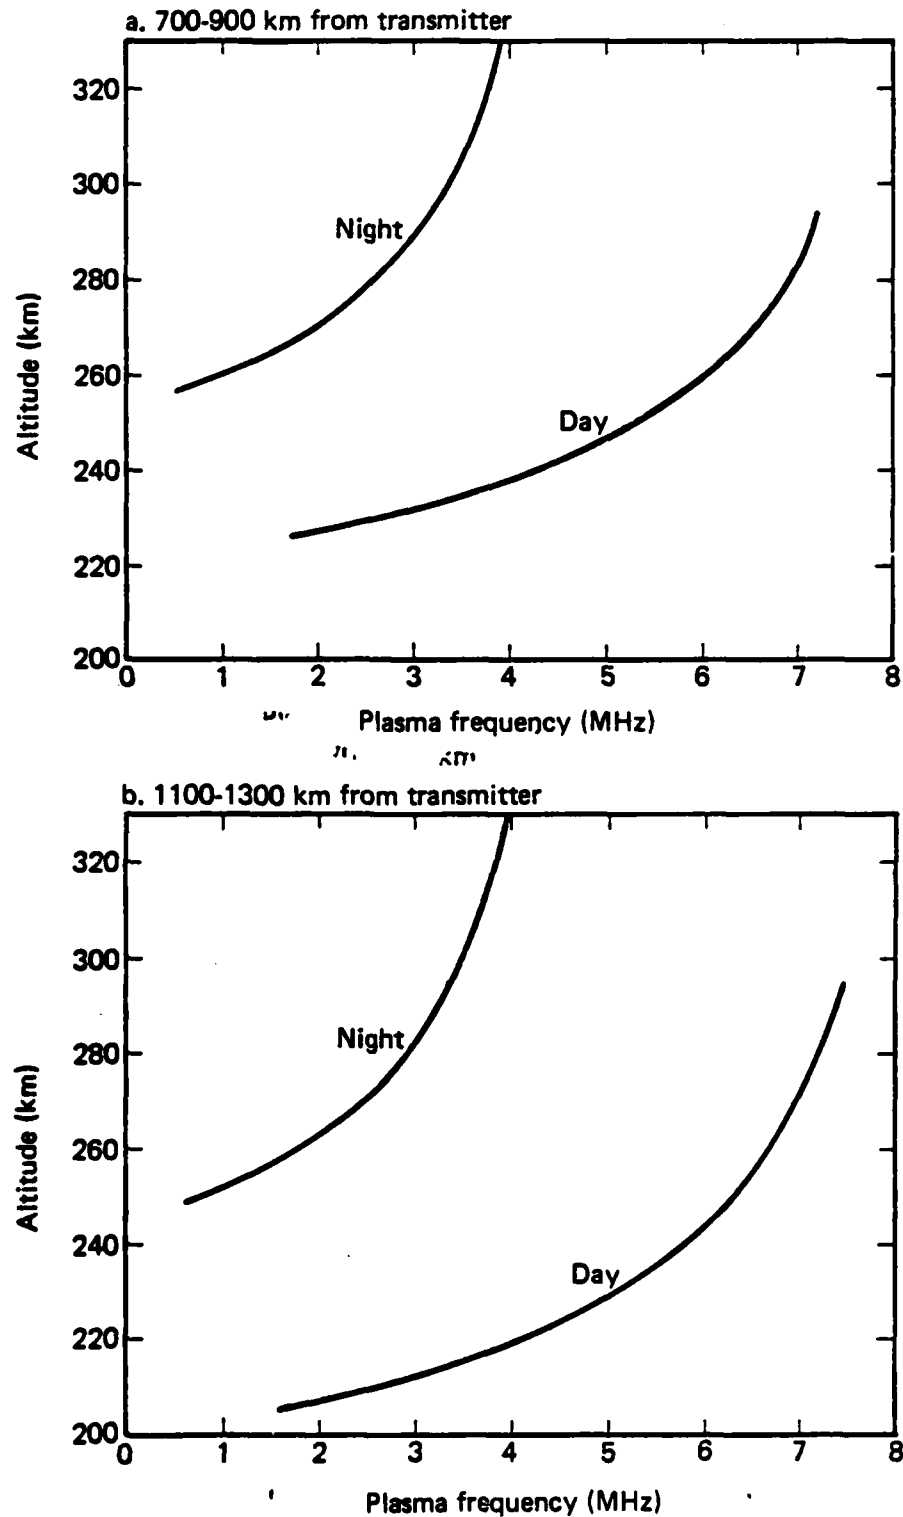 a. 700-900 km from transmitter
320
300
Night
280
260
Day
240
220
200
0 1 2 3 4 5 6 7 8
Altitude (km)
Plasma frequency (MHz)
km
b. 1100-1300 km from transmitter
320
300
Night
280
260
240
Day
220
200
0 1 2 3 4 5 6 7 8
Altitude (km)
Plasma frequency (MHz)